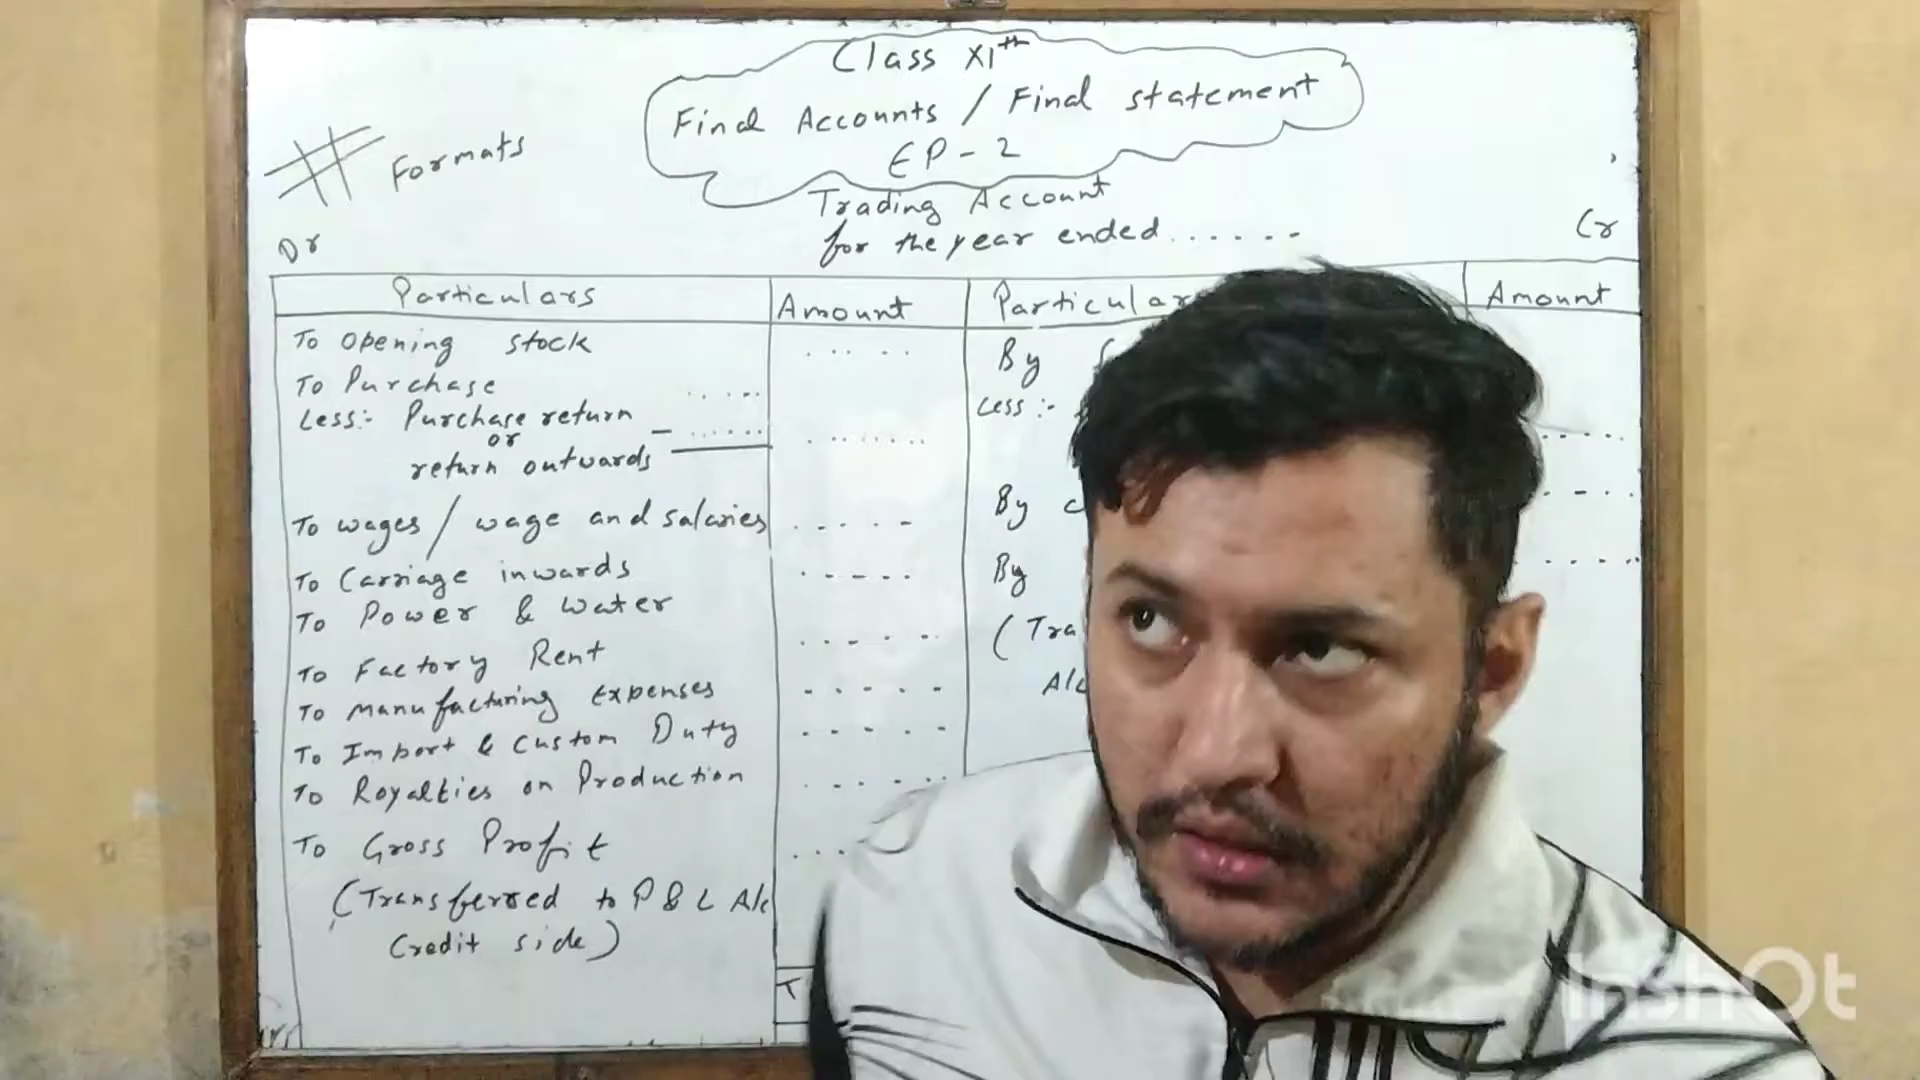 Class XIth
Final Accounts / Final statement
EP - 2
# Formats
Trading Account
for the year ended ......
Dr
Cr
Particulars
Amount
Particulars
Amount
To Opening stock
To Purchase
Less:- Purchase return
or
return outwards
To wages / wage and salaries
To Carriage inwards
To Power & Water
To Factory Rent
To Manufacturing Expenses
To Import & Custom Duty
To Royalties on Production
To Gross Profit
(Transferred to P & L A/c
Credit side)
By
Less:-
By
By
A/c
InShOt